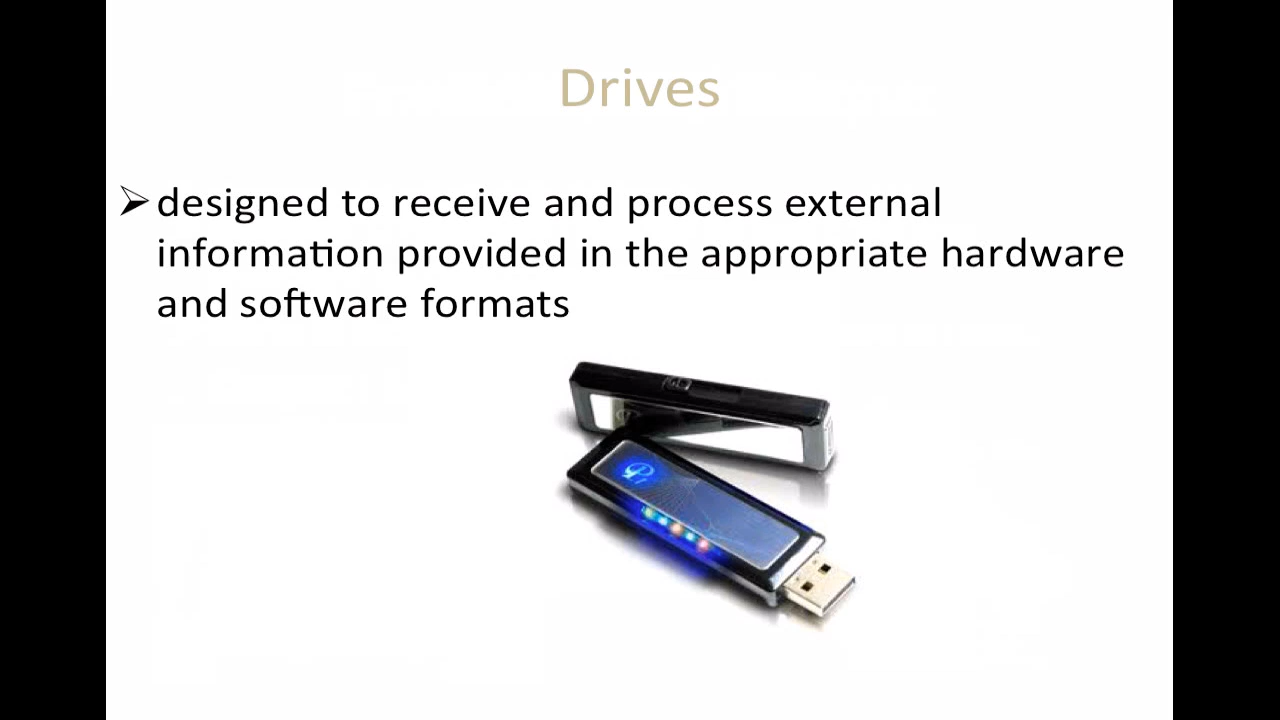 Drives
➢ designed to receive and process external
information provided in the appropriate hardware
and software formats